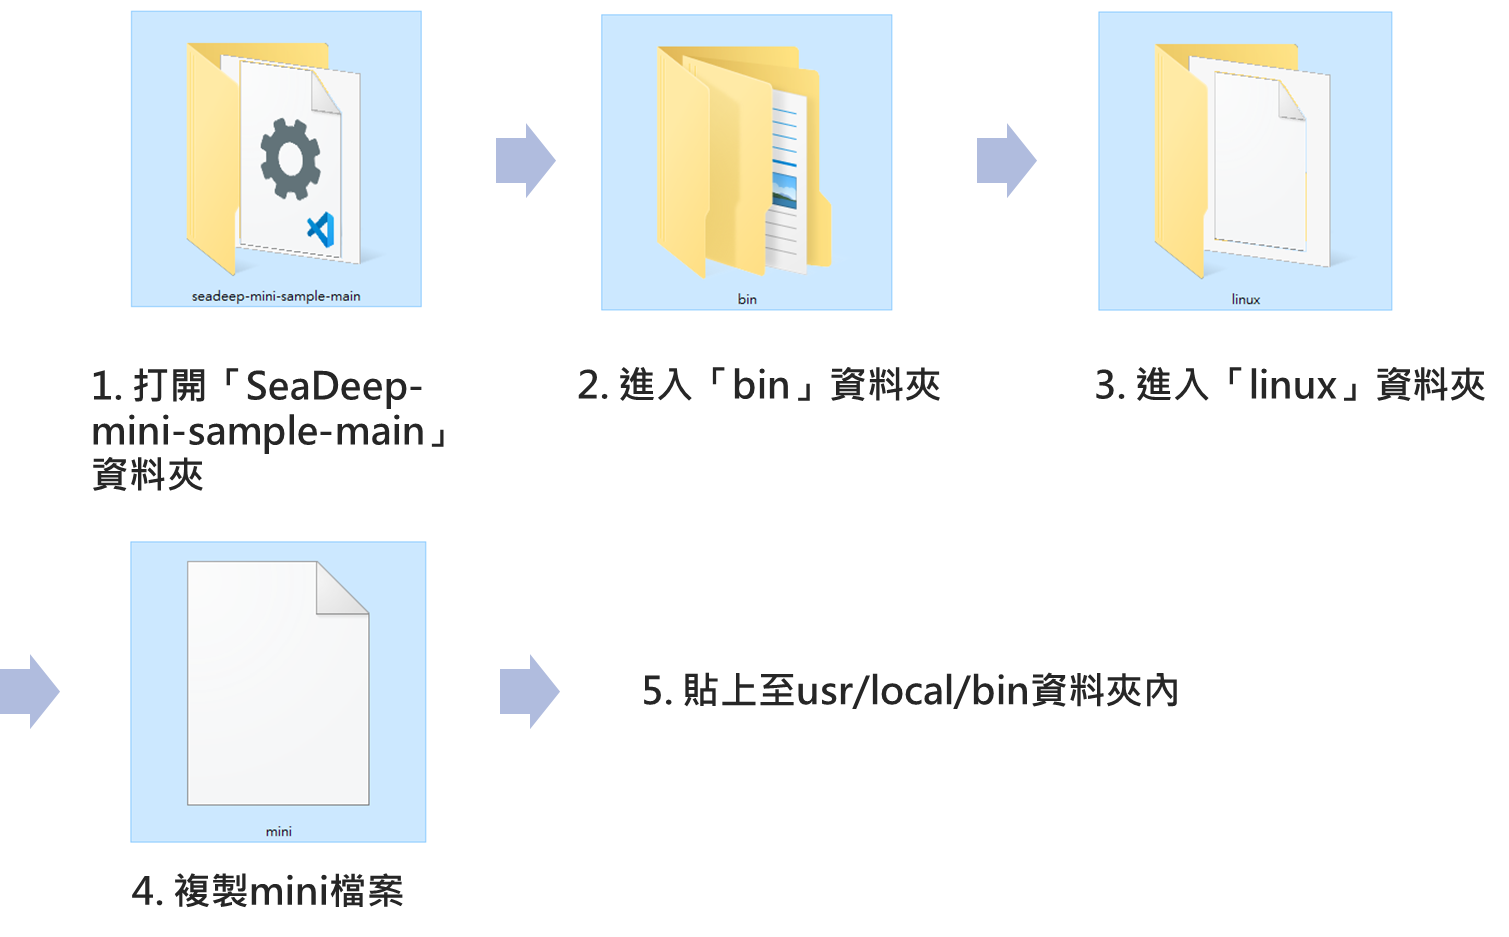 seadeep-mini-sample-main
bin
linux
1. 打開「SeaDeep-
mini-sample-main」
資料夾
2. 進入「bin」資料夾
3. 進入「linux」資料夾
mini
4. 複製mini檔案
5. 貼上至usr/local/bin資料夾內